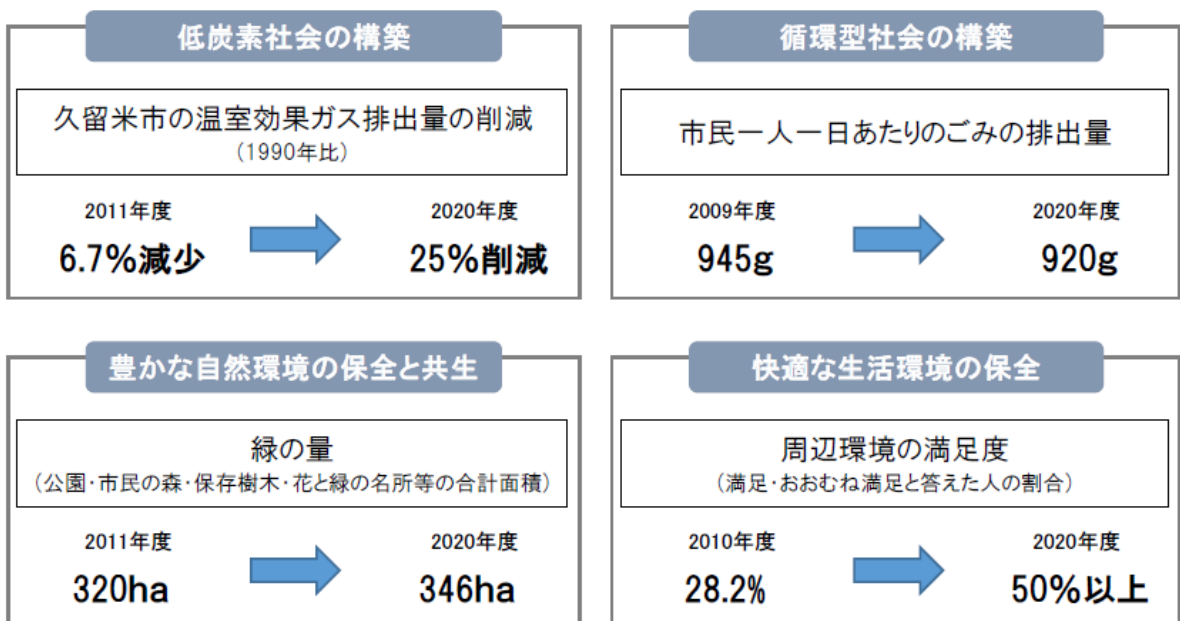 低炭素社会の構築
久留米市の温室効果ガス排出量の削減
(1990年比)
2011年度
2020年度
6.7%減少
25%削減
循環型社会の構築
市民一人一日あたりのごみの排出量
2009年度
2020年度
945g
920g
豊かな自然環境の保全と共生
緑の量
(公園・市民の森・保存樹木・花と緑の名所等の合計面積)
2011年度
2020年度
320ha
346ha
快適な生活環境の保全
周辺環境の満足度
(満足・おおむね満足と答えた人の割合)
2010年度
2020年度
28.2%
50%以上